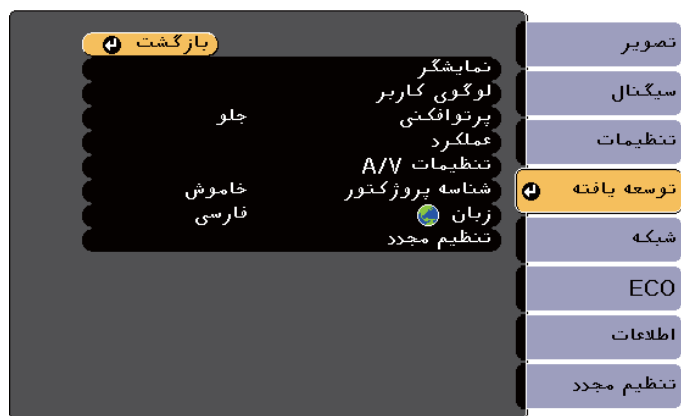 تصویر
سیگنال
تنظیمات
توسعه یافته
شبکه
ECO
اطلاعات
تنظیم مجدد
بازگشت
نمایشگر
لوگوی کاربر
پرتوافکنی جلو
عملکرد
تنظیمات A/V
شناسه پروژکتور خاموش
زبان فارسی
تنظیم مجدد